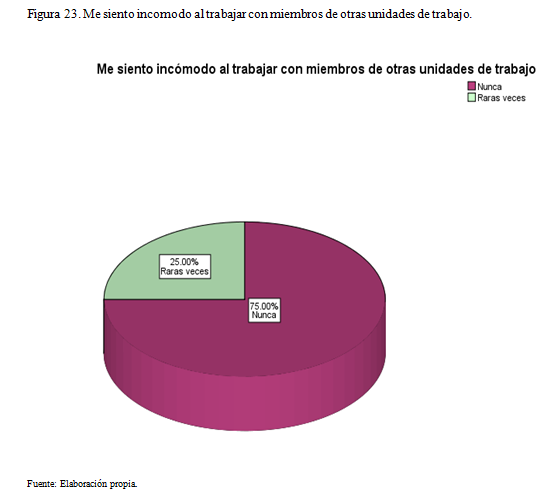 Figura 23. Me siento incomodo al trabajar con miembros de otras unidades de trabajo.
Me siento incómodo al trabajar con miembros de otras unidades de trabajo
Nunca
Raras veces
25.00%
Raras veces
75.00%
Nunca
Fuente: Elaboración propia.